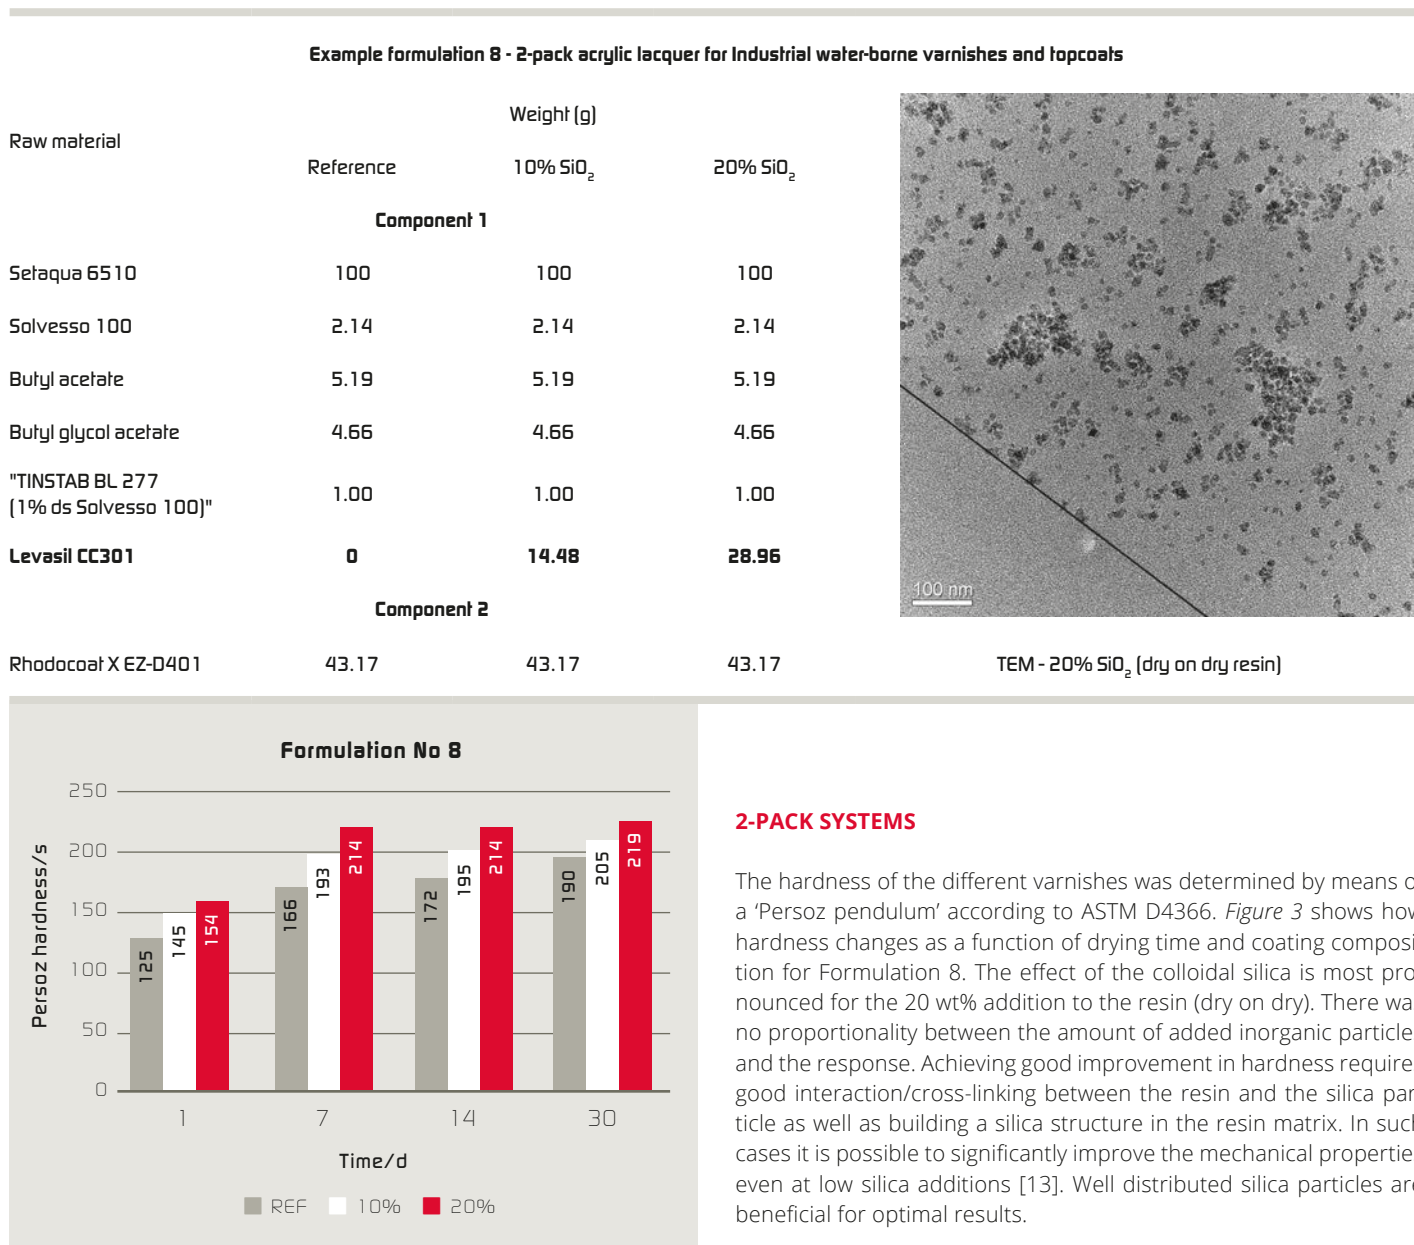 Example formulation 8 - 2-pack acrylic lacquer for Industrial water-borne varnishes and topcoats
Weight (g)
Raw material
Reference 10% SiO₂ 20% SiO₂
Component 1
Setaqua 6510 100 100 100
Solvesso 100 2.14 2.14 2.14
Butyl acetate 5.19 5.19 5.19
Butyl glycol acetate 4.66 4.66 4.66
"TINSTAB BL 277
(1% ds Solvesso 100)" 1.00 1.00 1.00
Levasil CC301 0 14.48 28.96
Component 2
Rhodocoat X EZ-D401 43.17 43.17 43.17
100 nm
TEM - 20% SiO₂ (dry on dry resin)
Formulation No 8
Persoz hardness/s
250
200
150
100
50
0
125 145 154
166 193 214
172 195 214
190 205 219
1 7 14 30
Time/d
REF 10% 20%
2-PACK SYSTEMS
The hardness of the different varnishes was determined by means o
a ‘Persoz pendulum’ according to ASTM D4366. Figure 3 shows how
hardness changes as a function of drying time and coating composi
tion for Formulation 8. The effect of the colloidal silica is most pro
nounced for the 20 wt% addition to the resin (dry on dry). There wa
no proportionality between the amount of added inorganic particle
and the response. Achieving good improvement in hardness require
good interaction/cross-linking between the resin and the silica par
ticle as well as building a silica structure in the resin matrix. In such
cases it is possible to significantly improve the mechanical propertie
even at low silica additions [13]. Well distributed silica particles are
beneficial for optimal results.